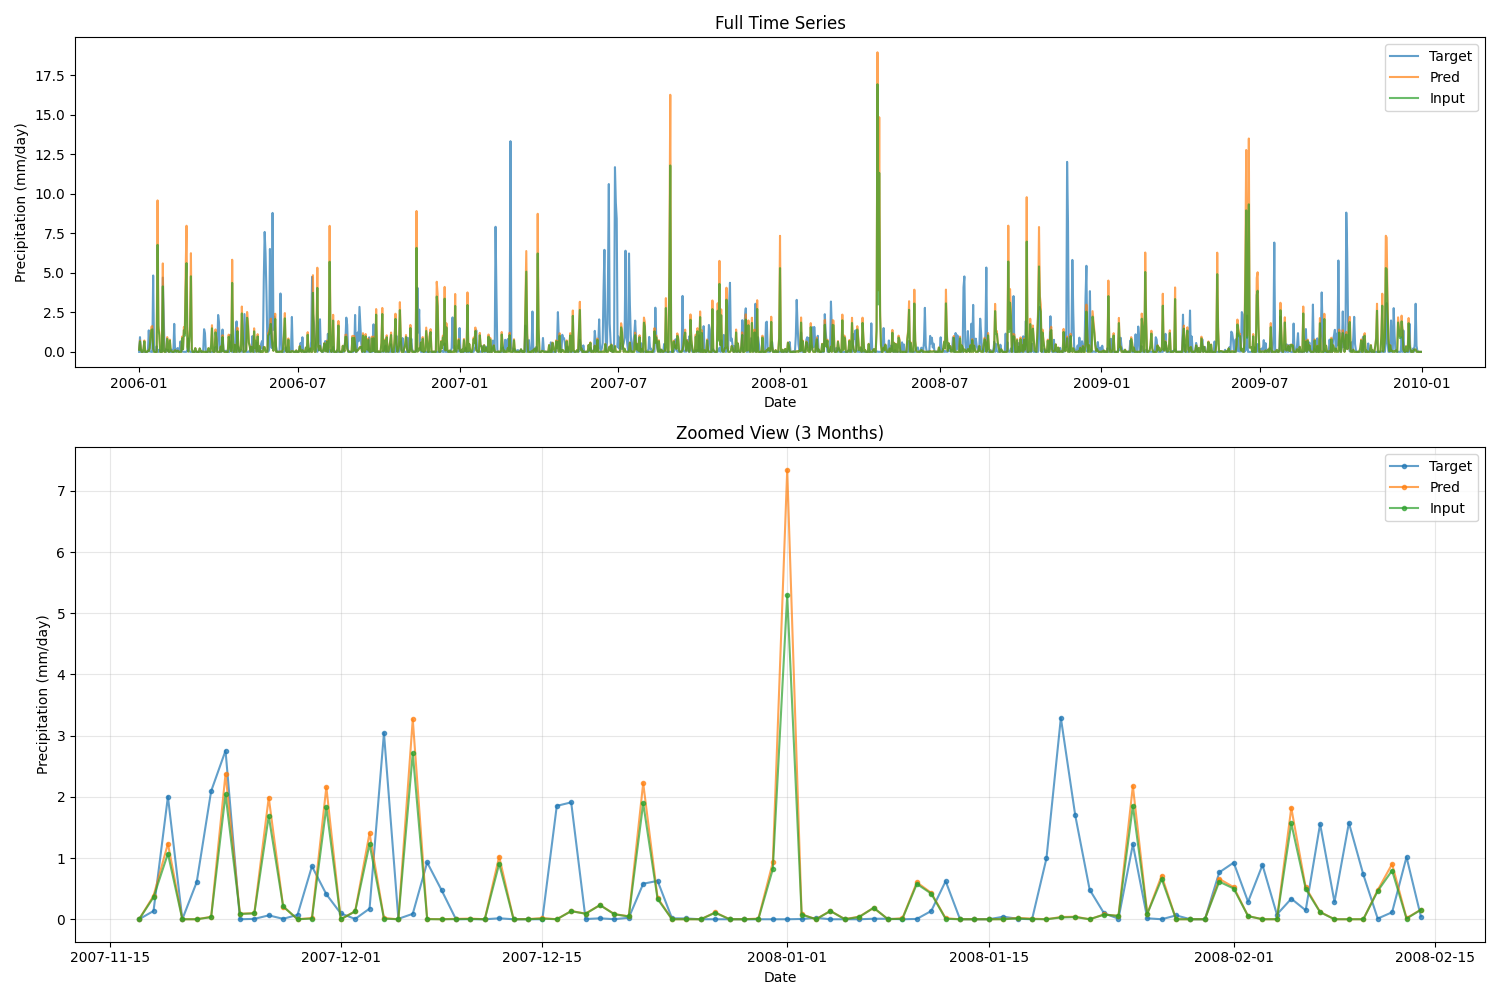 Full Time Series
Precipitation (mm/day)
17.5
15.0
12.5
10.0
7.5
5.0
2.5
0.0
Target
Pred
Input
2006-01
2006-07
2007-01
2007-07
2008-01
2008-07
2009-01
2009-07
2010-01
Date
Zoomed View (3 Months)
Precipitation (mm/day)
7
6
5
4
3
2
1
0
Target
Pred
Input
2007-11-15
2007-12-01
2007-12-15
2008-01-01
2008-01-15
2008-02-01
2008-02-15
Date